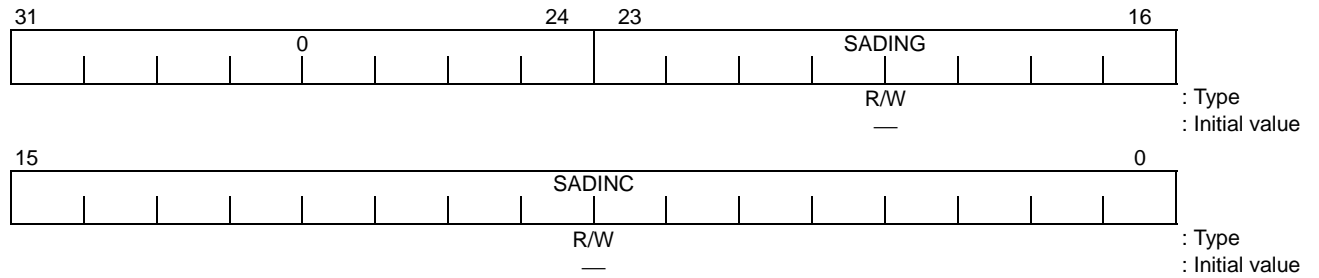 31 24 23 16
0 SADING
R/W : Type
— : Initial value
15 0
SADINC
R/W : Type
— : Initial value